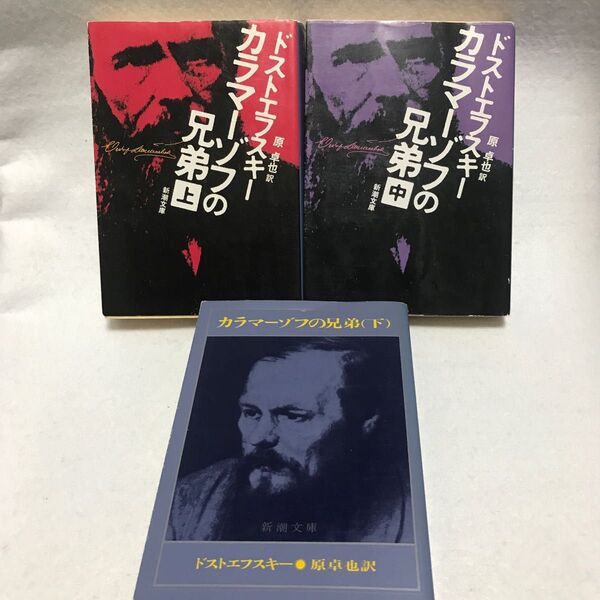 ドストエフスキー
カラマーゾフの
兄弟 上
原 卓也 訳
新潮文庫
ドストエフスキー
カラマーゾフの
兄弟 中
原 卓也 訳
新潮文庫
カラマーゾフの兄弟(下)
新潮文庫
ドストエフスキー●原卓也訳